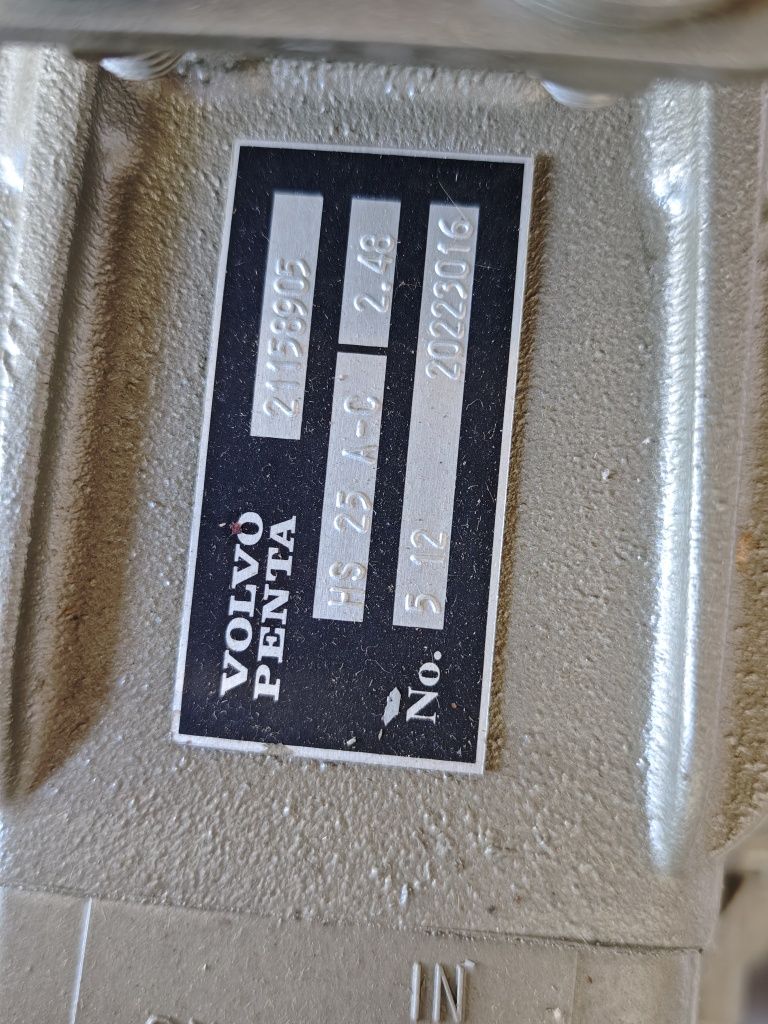 VOLVO
PENTA
21158905
HS 25 A-C 2.48
No. 5 12 20223016
IN